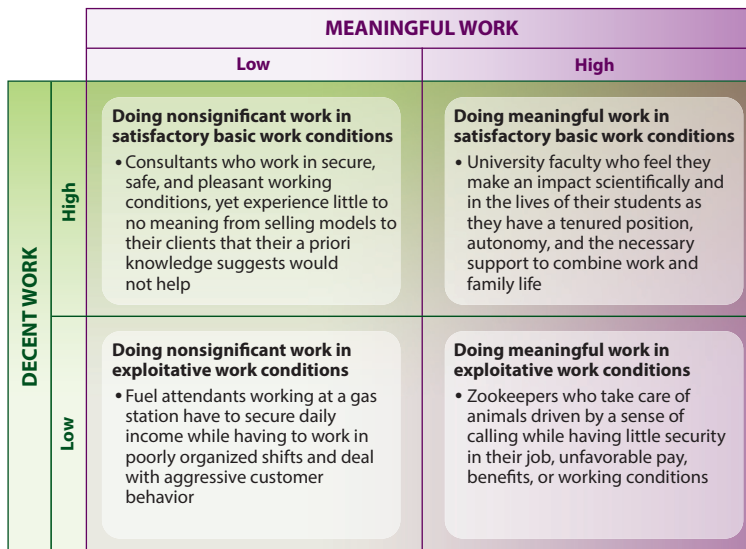 MEANINGFUL WORK
Low
High
DECENT WORK
High
Doing nonsignificant work in
satisfactory basic work conditions
• Consultants who work in secure,
safe, and pleasant working
conditions, yet experience little to
no meaning from selling models to
their clients that their a priori
knowledge suggests would
not help
Doing meaningful work in
satisfactory basic work conditions
• University faculty who feel they
make an impact scientifically and
in the lives of their students as
they have a tenured position,
autonomy, and the necessary
support to combine work and
family life
Low
Doing nonsignificant work in
exploitative work conditions
• Fuel attendants working at a gas
station have to secure daily
income while having to work in
poorly organized shifts and deal
with aggressive customer
behavior
Doing meaningful work in
exploitative work conditions
• Zookeepers who take care of
animals driven by a sense of
calling while having little security
in their job, unfavorable pay,
benefits, or working conditions